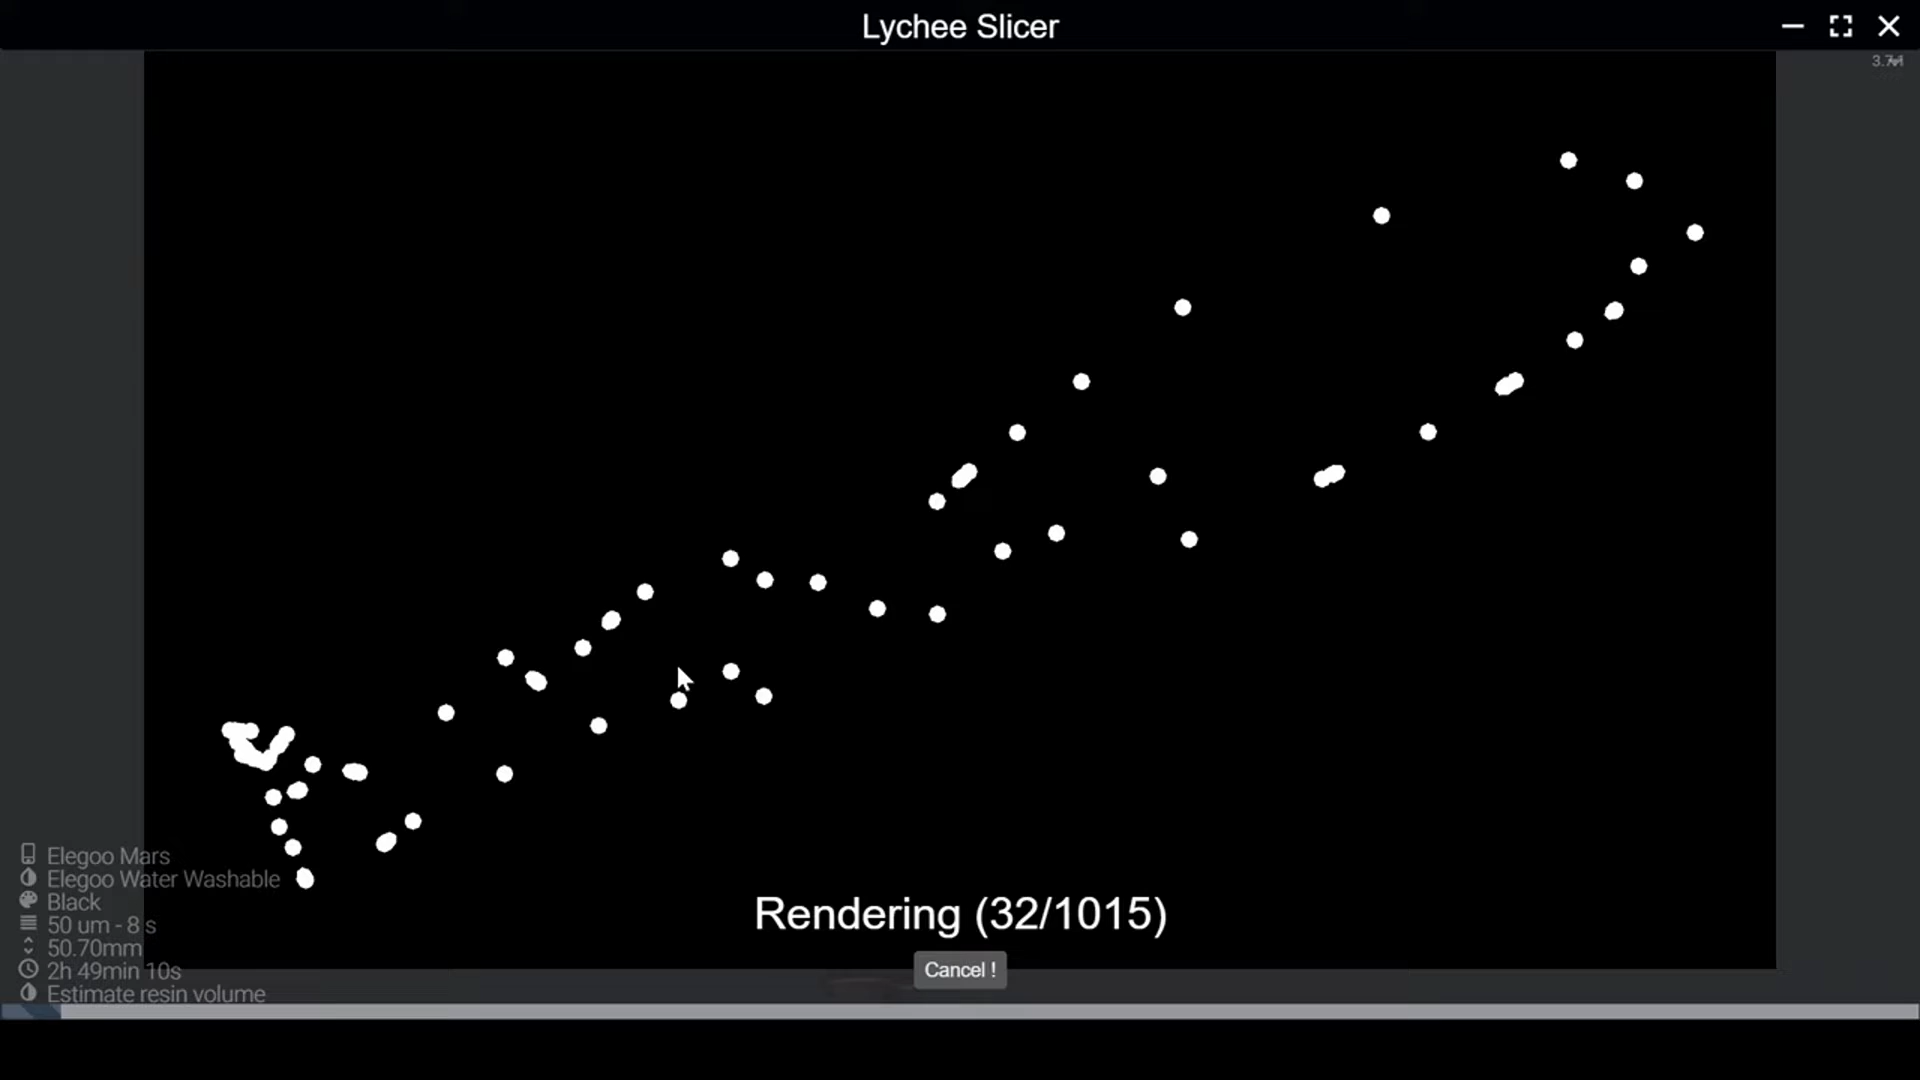 Lychee Slicer
Elegoo Mars
Elegoo Water Washable
Black
50 um - 8 s
50.70mm
2h 49min 10s
Estimate resin volume
Rendering (32/1015)
Cancel !